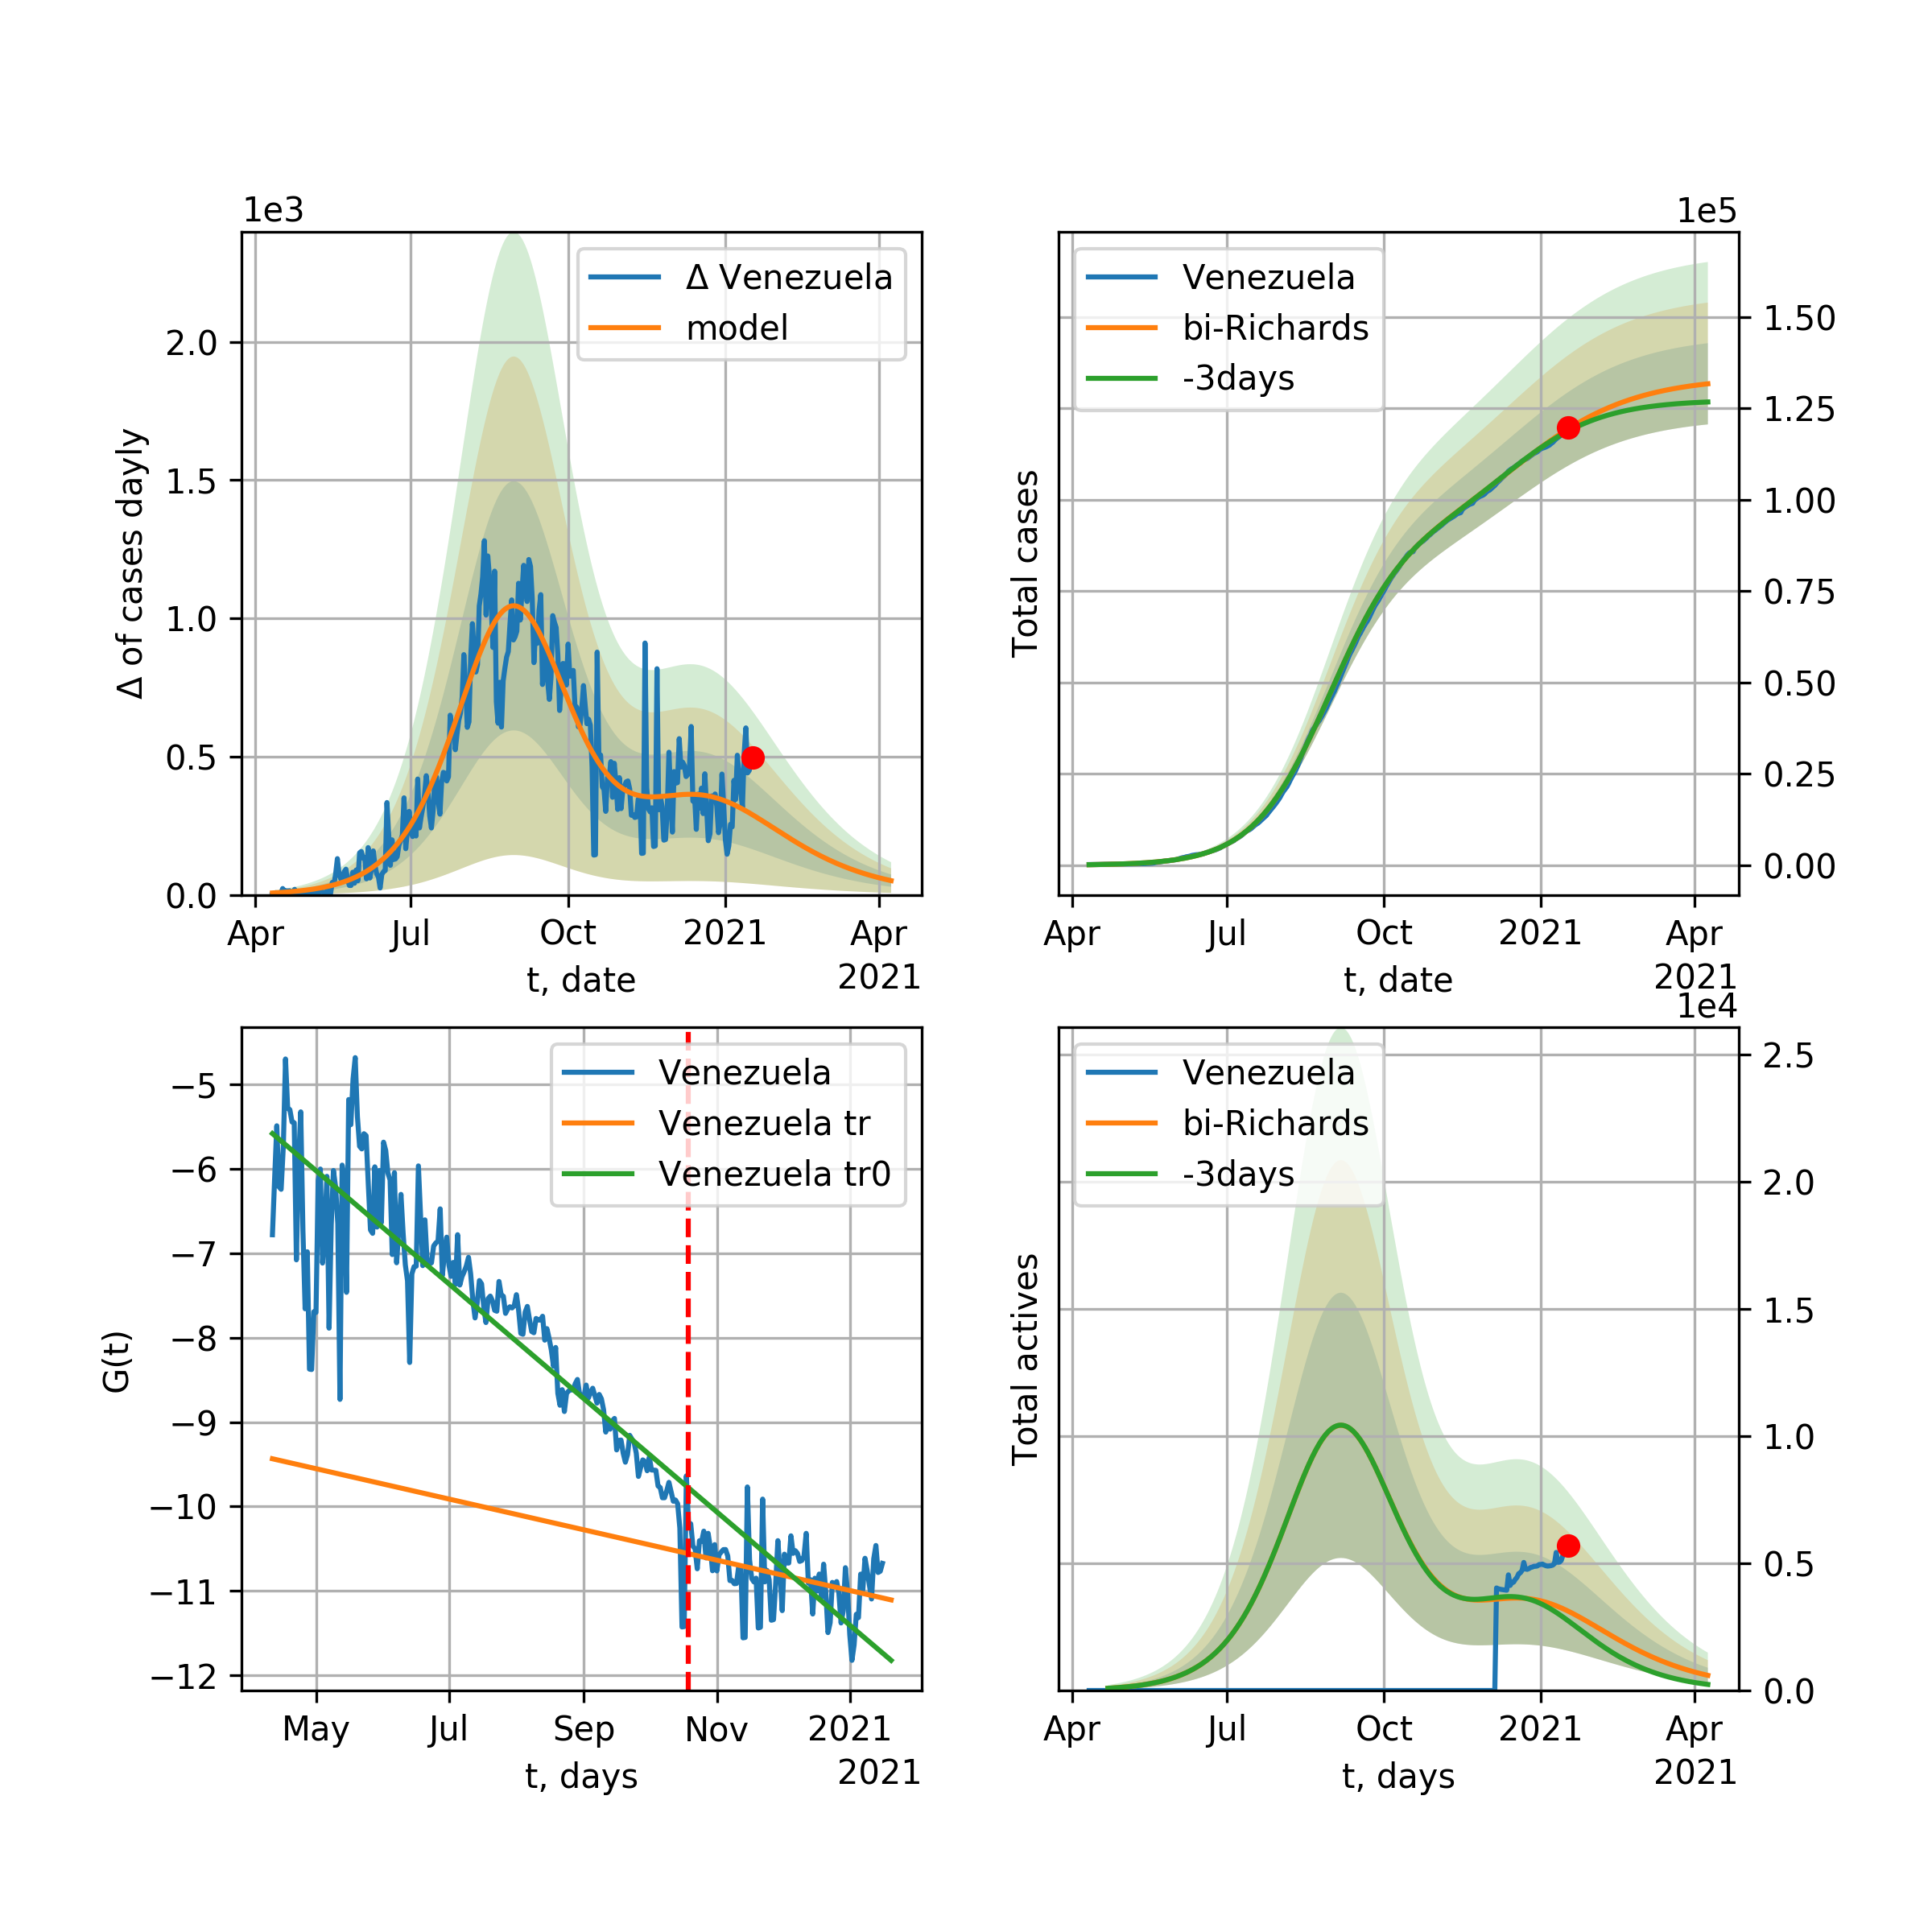 1e3
Δ Venezuela
model
2.0
1.5
1.0
0.5
0.0
Δ of cases dayly
Apr
Jul
Oct
2021
Apr
2021
t, date
1e5
Venezuela
bi-Richards
-3days
1.50
1.25
1.00
0.75
0.50
0.25
0.00
Total cases
Apr
Jul
Oct
2021
Apr
2021
t, date
Venezuela
Venezuela tr
Venezuela tr0
−5
−6
−7
−8
−9
−10
−11
−12
G(t)
May
Jul
Sep
Nov
2021
2021
t, days
1e4
Venezuela
bi-Richards
-3days
2.5
2.0
1.5
1.0
0.5
0.0
Total actives
Apr
Jul
Oct
2021
Apr
2021
t, days